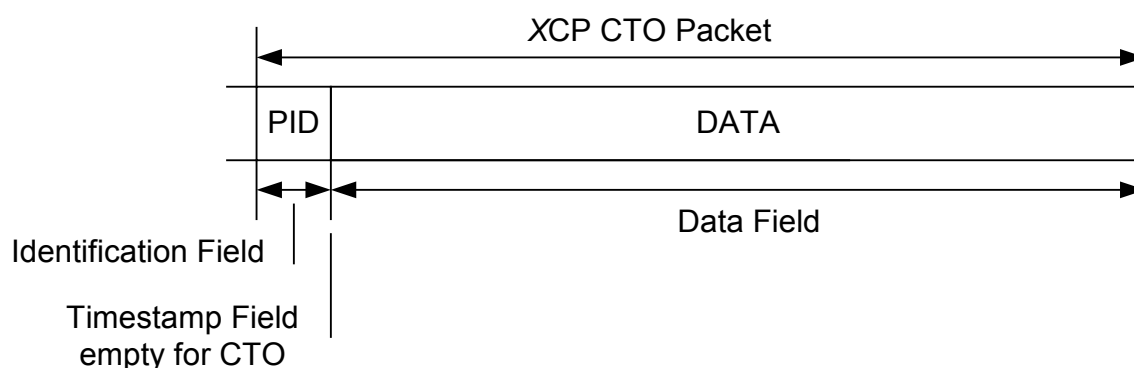 XCP CTO Packet
PID
DATA
Data Field
Identification Field
Timestamp Field
empty for CTO